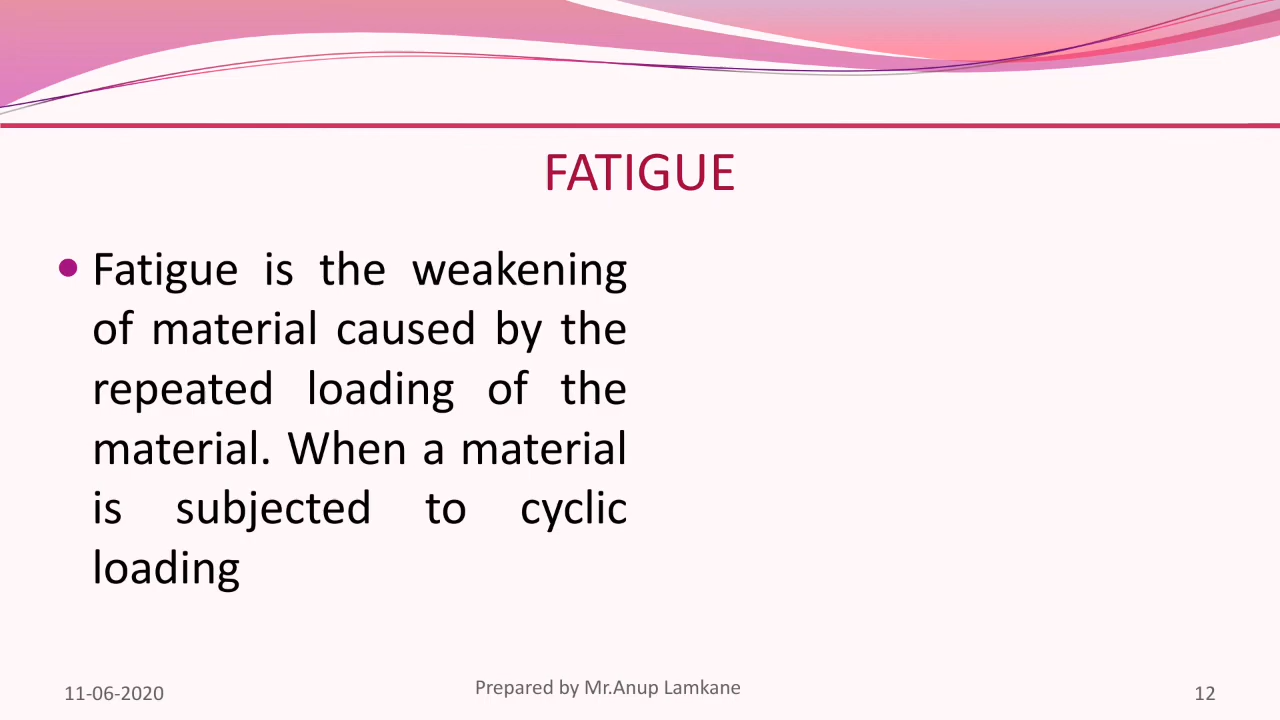 FATIGUE
• Fatigue is the weakening
of material caused by the
repeated loading of the
material. When a material
is subjected to cyclic
loading
11-06-2020
Prepared by Mr.Anup Lamkane
12